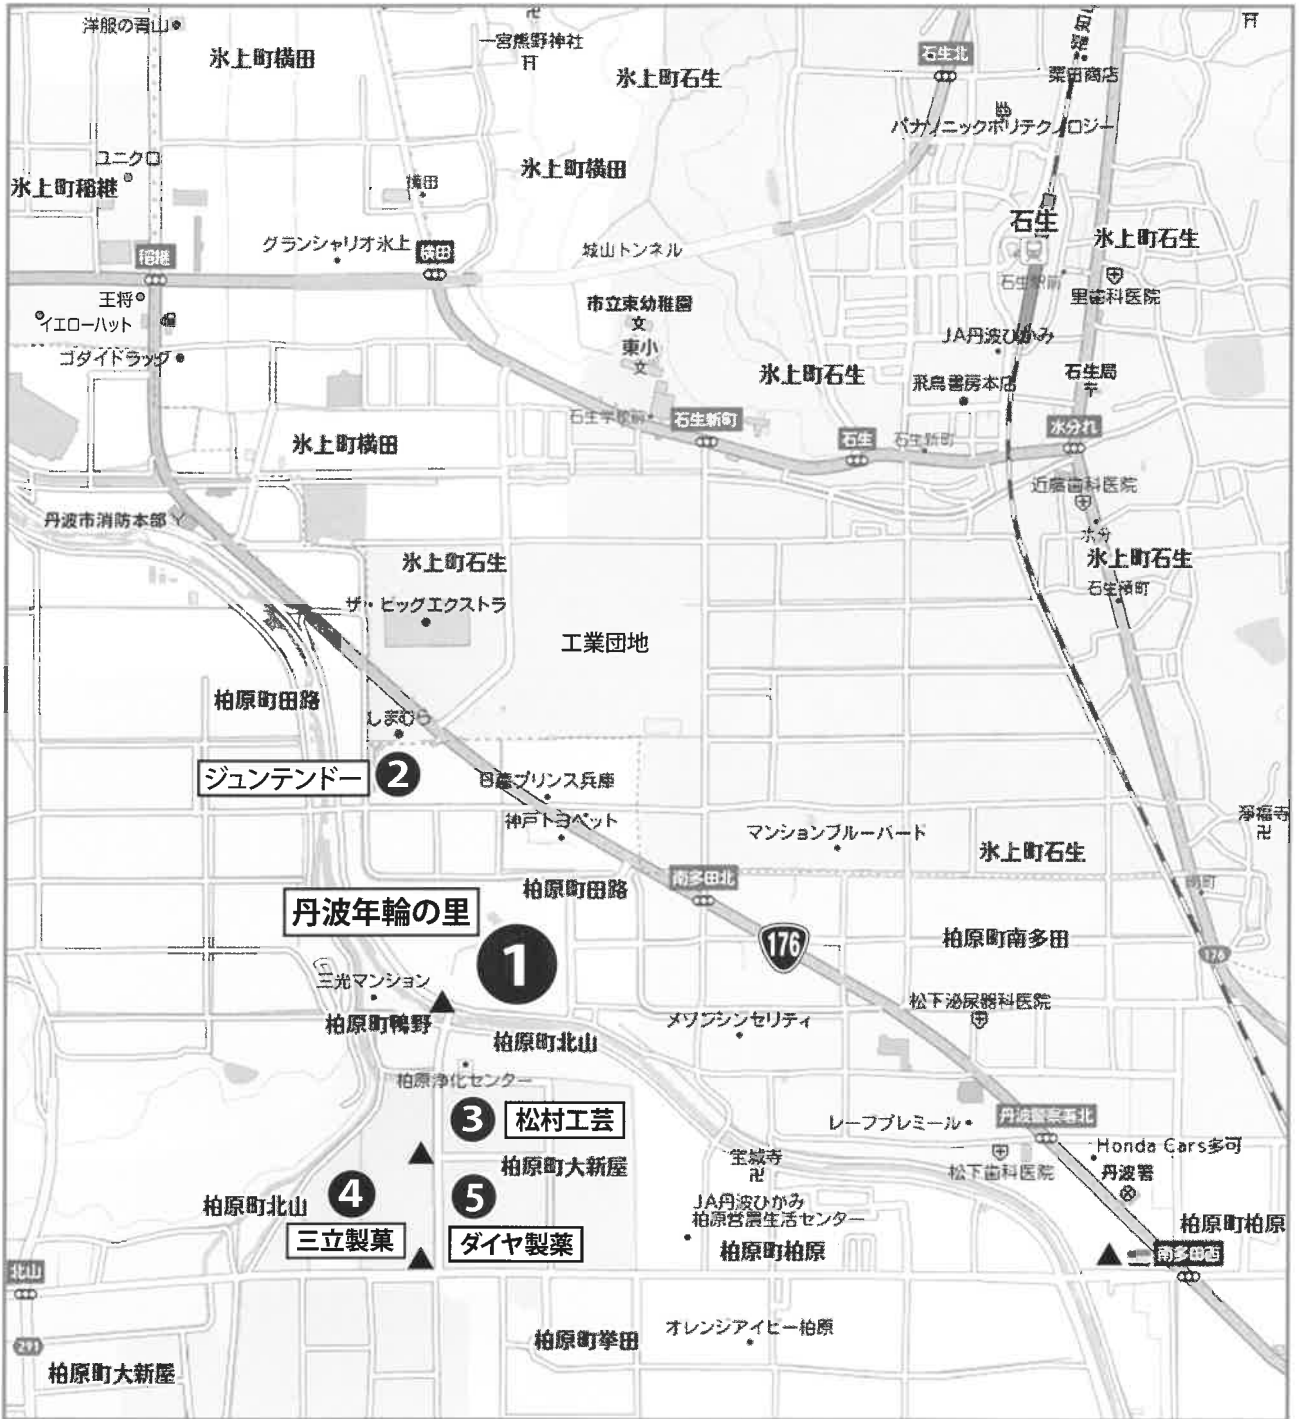 洋服の青山
氷上町横田
一宮熊野神社
氷上町石生
石生北
栗田商店
パナソニックポリテクノロジー
ユニクロ
氷上町稲継
横田
氷上町横田
石生
氷上町石生
稲継
グランシャリオ氷上
横田
城山トンネル
石生駅前
里歯科医院
王将
イエローハット
市立東幼稚園
文
東小
文
JA丹波ひかみ
ゴダイドラッグ
氷上町石生
飛鳥書房本店
石生局
石生学校前
石生新町
石生
石生新町
水分れ
氷上町横田
近藤歯科医院
丹波市消防本部
水分
氷上町石生
氷上町石生
ザ・ビッグエクストラ
工業団地
柏原町田路
しまむら
ジュンテンドー
2
日産プリンス兵庫
神戸トヨペット
マンションブルーバード
氷上町石生
柏原町田路
南多田北
丹波年輪の里
1
176
柏原町南多田
176
三光マンション
柏原町鴨野
柏原町北山
メゾンシンセリティ
松下泌尿器科医院
柏原浄化センター
3
松村工芸
レーブプレミール
丹波警察署北
Honda Cars多可
柏原町大新屋
松下歯科医院
丹波署
4
5
柏原町北山
JA丹波ひかみ
柏原営農生活センター
三立製菓
ダイヤ製薬
柏原町柏原
柏原町柏原
南多田西
北山
291
柏原町大新屋
柏原町挙田
オレンジアイビー柏原